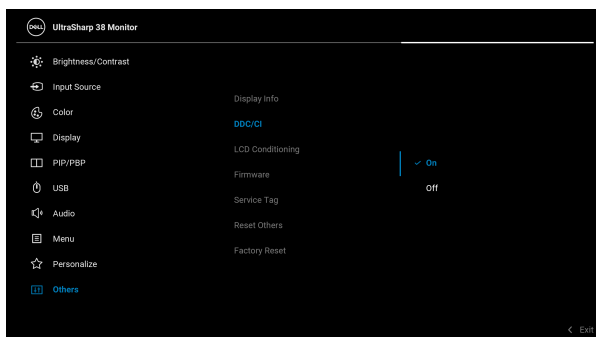 DELL UltraSharp 38 Monitor
Brightness/Contrast
Input Source
Color
Display
PIP/PBP
USB
Audio
Menu
Personalize
Others
Display Info
DDC/CI
LCD Conditioning
Firmware
Service Tag
Reset Others
Factory Reset
On
Off
Exit